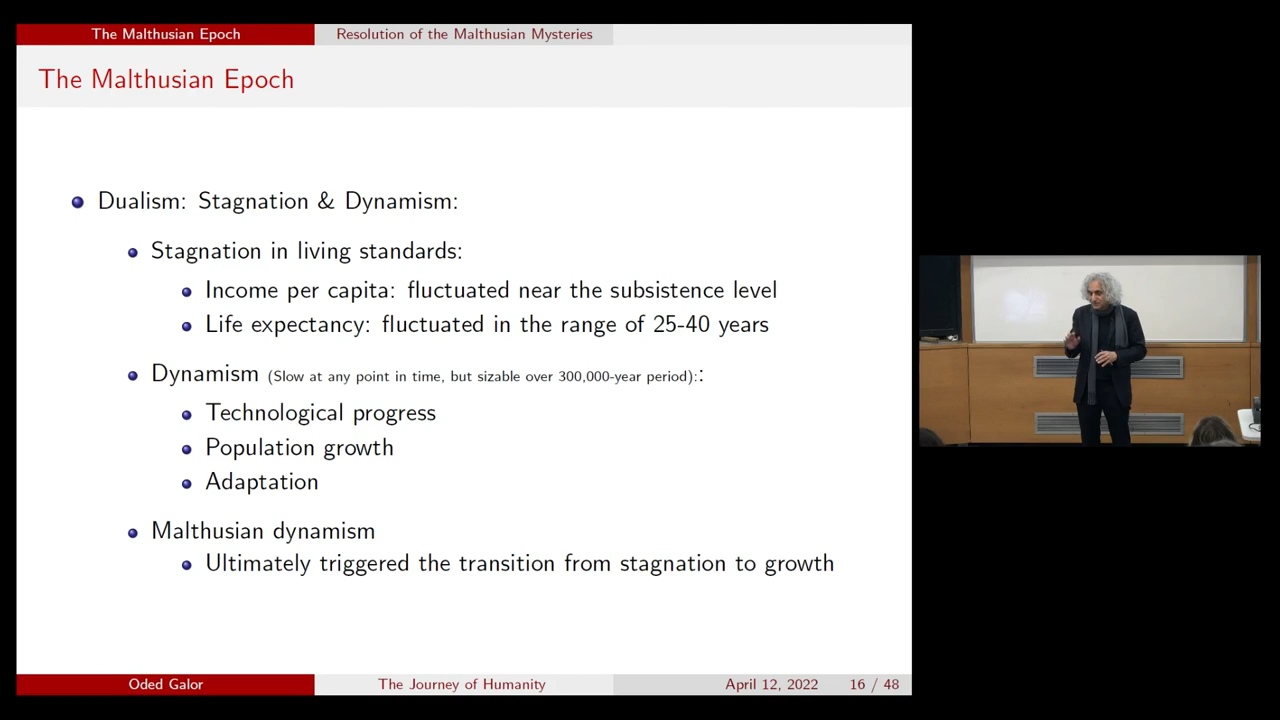 The Malthusian Epoch
Resolution of the Malthusian Mysteries
The Malthusian Epoch
Dualism: Stagnation & Dynamism:
Stagnation in living standards:
Income per capita: fluctuated near the subsistence level
Life expectancy: fluctuated in the range of 25-40 years
Dynamism (Slow at any point in time, but sizable over 300,000-year period)::
Technological progress
Population growth
Adaptation
Malthusian dynamism
Ultimately triggered the transition from stagnation to growth
Oded Galor
The Journey of Humanity
April 12, 2022
16 / 48